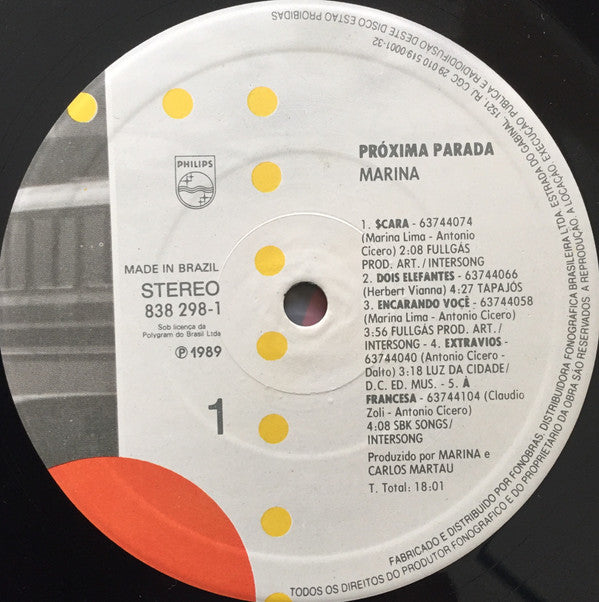 PHILIPS
MADE IN BRAZIL
STEREO
838 298-1
Sob licença da
Polygram do Brasil Ltda
℗ 1989
1
PRÓXIMA PARADA
MARINA
1. $CARA - 63744074
(Marina Lima - Antonio
Cicero) 2:08 FULLGÁS
PROD. ART. / INTERSONG
2. DOIS ELEFANTES - 63744066
(Herbert Vianna) 4:27 TAPAJÓS
3. ENCARANDO VOCÊ - 63744058
(Marina Lima - Antonio Cicero)
3:56 FULLGÁS PROD. ART. /
INTERSONG - 4. EXTRAVIOS -
63744040 (Antonio Cicero -
Dalto) 3:18 LUZ DA CIDADE/
D.C. ED. MUS. - 5. À
FRANCESA - 63744104 (Claudio
Zoli - Antonio Cicero)
4:08 SBK SONGS/
INTERSONG
Produzido por MARINA e
CARLOS MARTAU
T. Total: 18:01
FABRICADO E DISTRIBUIDO POR FONOBRAS, DISTRIBUIDORA FONOGRAFICA BRASILEIRA LTDA. ESTRADA DO GABINAL, 1521, RJ. CGC 29 010 519 0001-32
TODOS OS DIREITOS DO PRODUTOR FONOGRAFICO E DO PROPRIETARIO DA OBRA SÃO RESERVADOS. A REPRODUÇÃO, A LOCAÇÃO, EXECUÇÃO PUBLICA E RADIODIFUSÃO DESTE DISCO ESTÃO PROIBIDAS